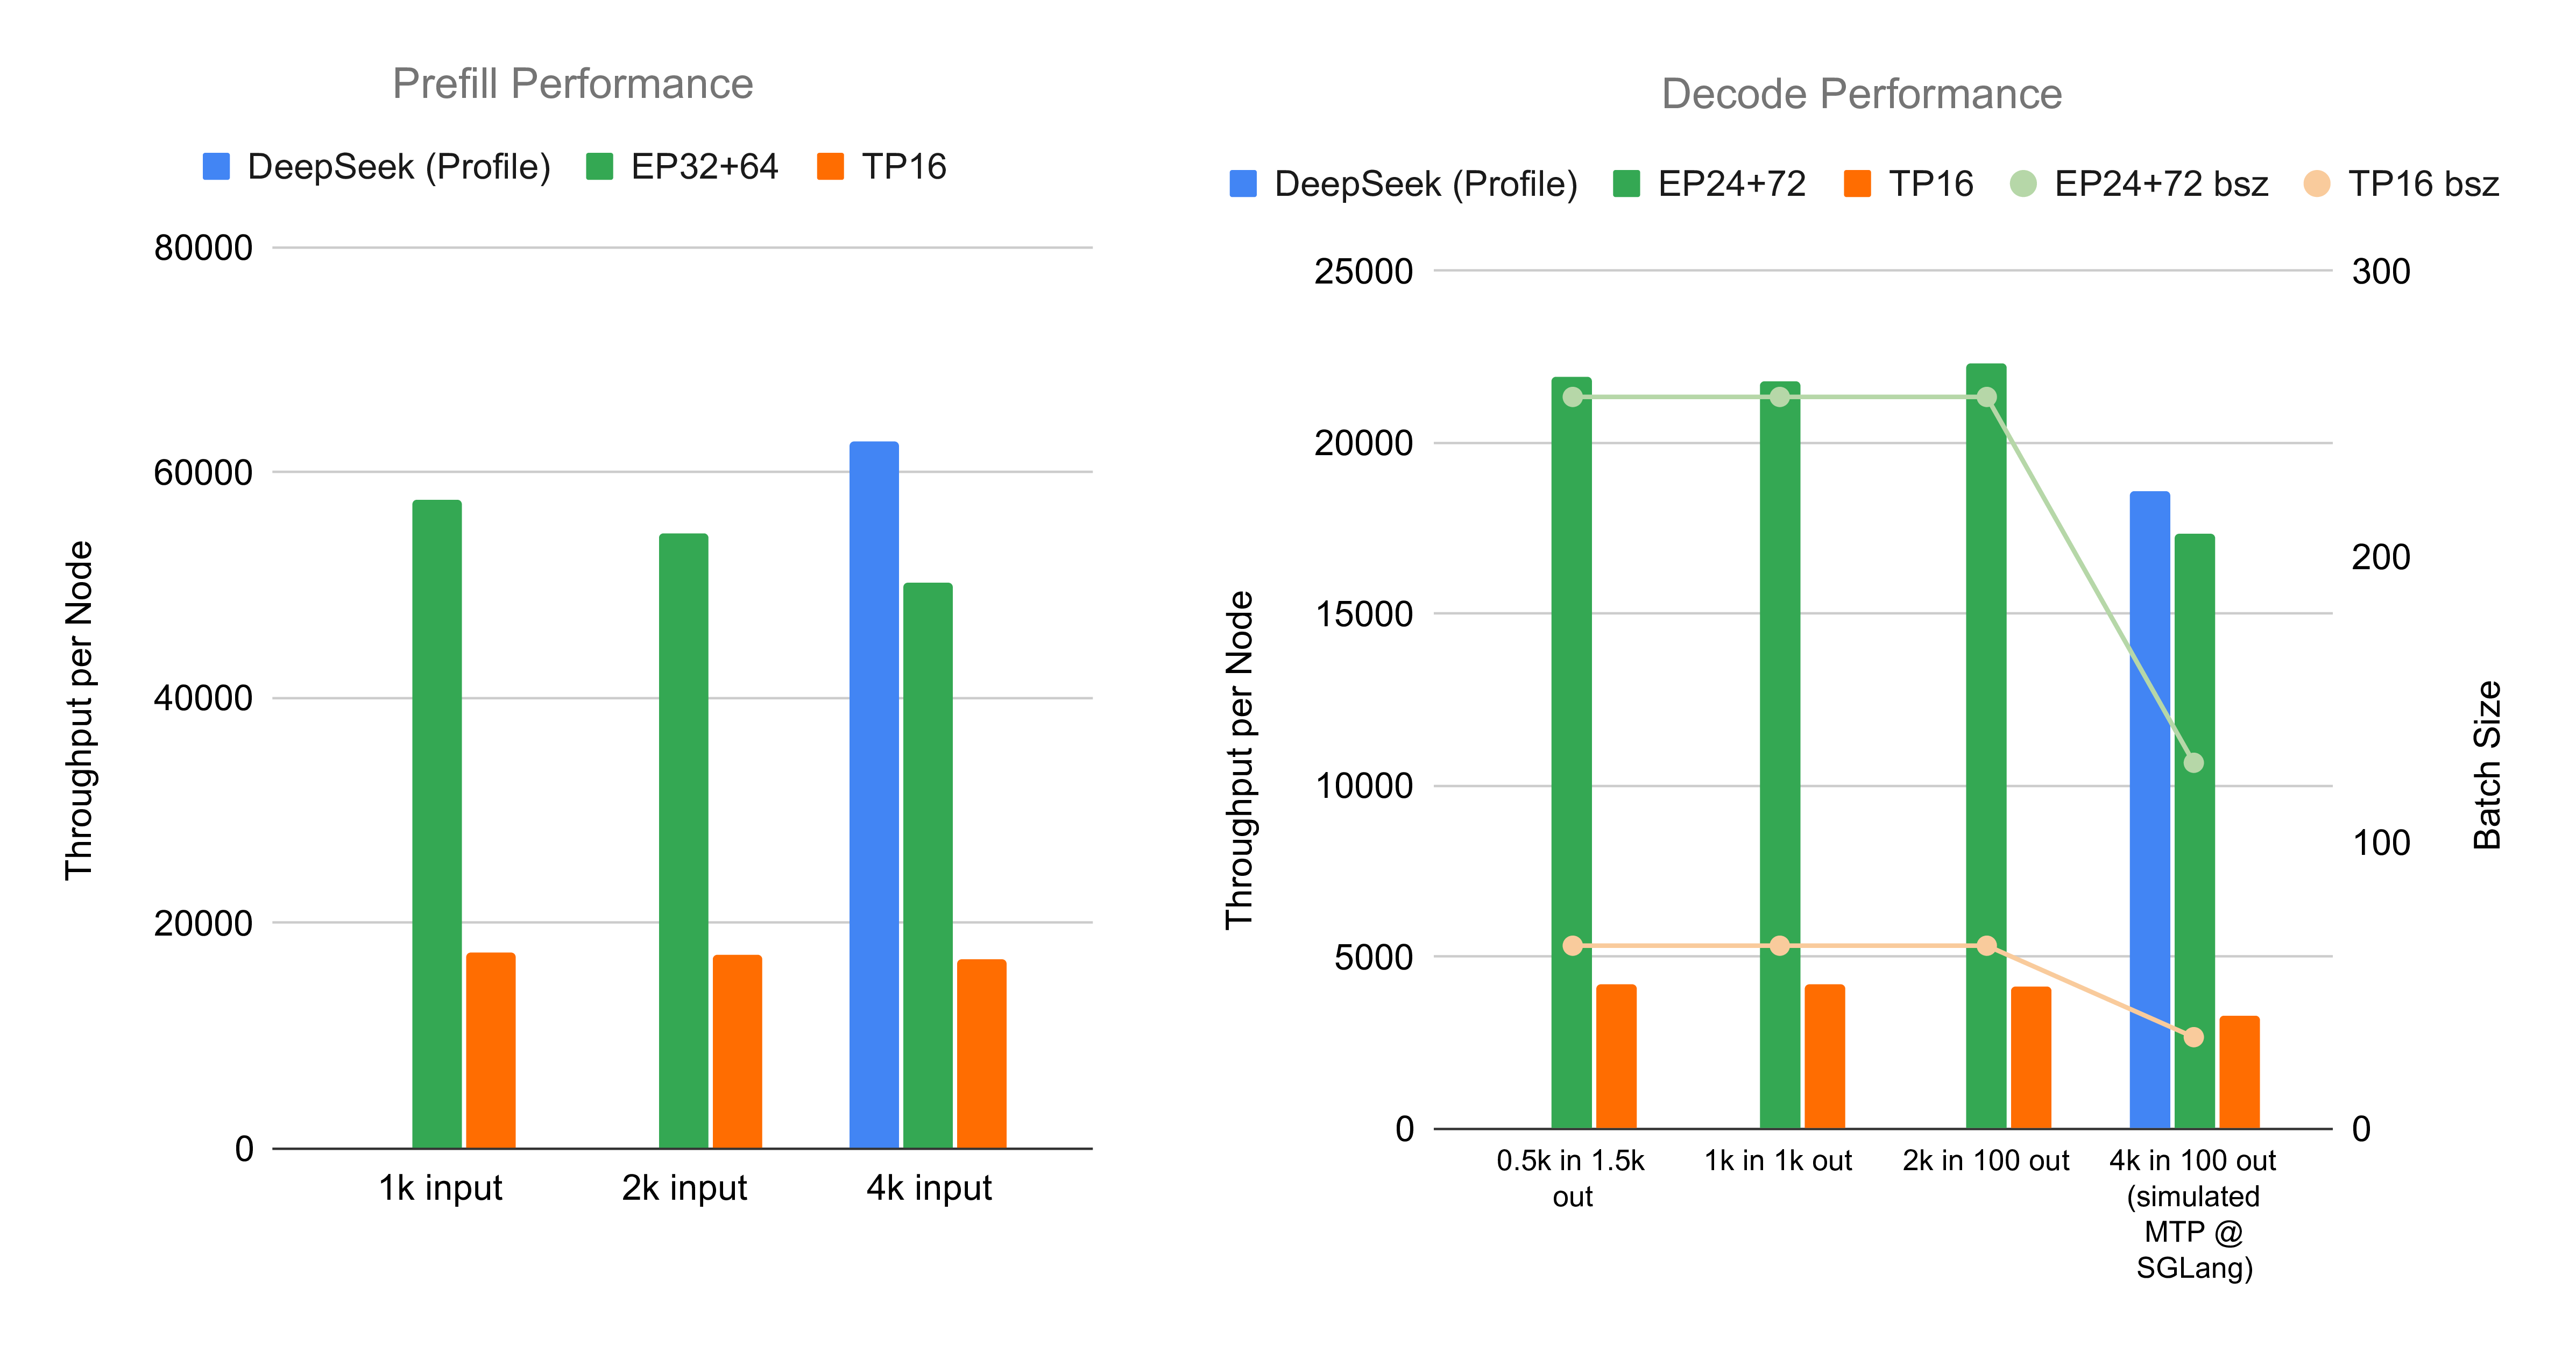 Prefill Performance
DeepSeek (Profile) EP32+64 TP16
80000
60000
40000
20000
0
Throughput per Node
1k input 2k input 4k input
Decode Performance
DeepSeek (Profile) EP24+72 TP16 EP24+72 bsz TP16 bsz
25000
20000
15000
10000
5000
0
Throughput per Node
300
200
100
0
Batch Size
0.5k in 1.5k
out
1k in 1k out
2k in 100 out
4k in 100 out
(simulated
MTP @
SGLang)